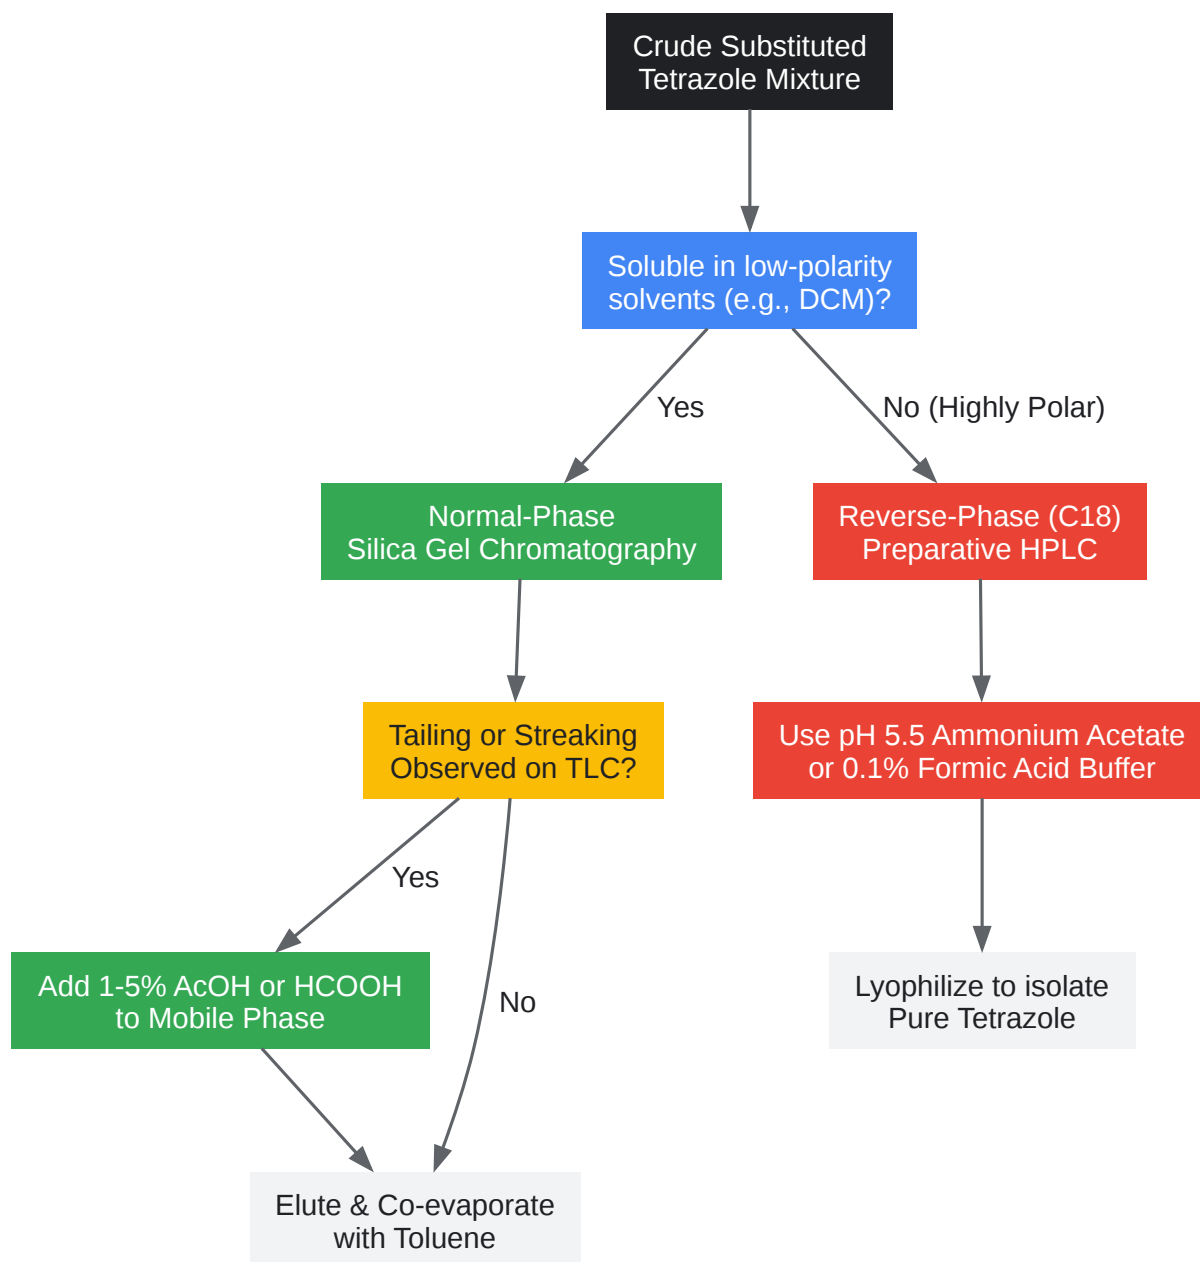 Crude Substituted
Tetrazole Mixture
Soluble in low-polarity
solvents (e.g., DCM)?
Yes
No (Highly Polar)
Normal-Phase
Silica Gel Chromatography
Reverse-Phase (C18)
Preparative HPLC
Tailing or Streaking
Observed on TLC?
Use pH 5.5 Ammonium Acetate
or 0.1% Formic Acid Buffer
Yes
No
Add 1-5% AcOH or HCOOH
to Mobile Phase
Lyophilize to isolate
Pure Tetrazole
Elute & Co-evaporate
with Toluene